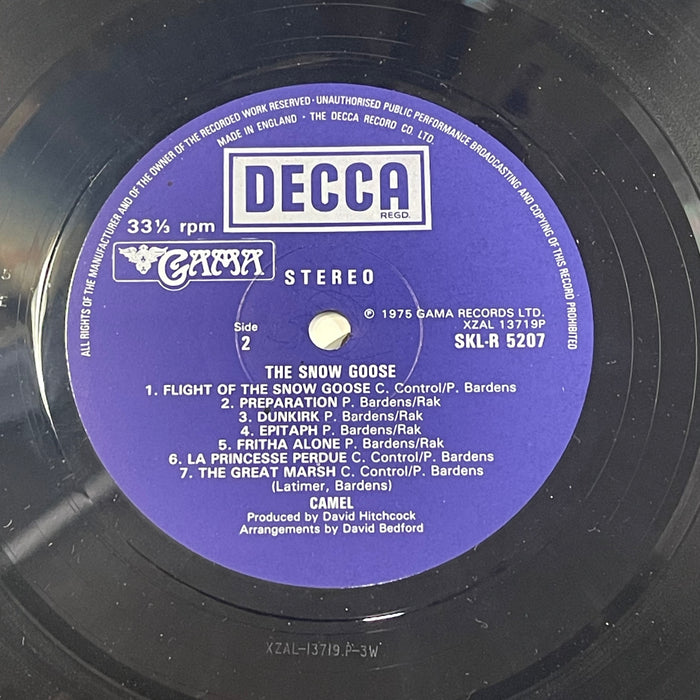 ALL RIGHTS OF THE MANUFACTURER AND OF THE OWNER OF THE RECORDED WORK RESERVED · UNAUTHORISED PUBLIC PERFORMANCE BROADCASTING AND COPYING OF THIS RECORD PROHIBITED
MADE IN ENGLAND · THE DECCA RECORD CO. LTD.
DECCA
REGD.
33⅓ rpm
GAMA
STEREO
℗ 1975 GAMA RECORDS LTD.
XZAL 13719P
Side
2
SKL-R 5207
THE SNOW GOOSE
1. FLIGHT OF THE SNOW GOOSE C. Control/P. Bardens
2. PREPARATION P. Bardens/Rak
3. DUNKIRK P. Bardens/Rak
4. EPITAPH P. Bardens/Rak
5. FRITHA ALONE P. Bardens/Rak
6. LA PRINCESSE PERDUE C. Control/P. Bardens
7. THE GREAT MARSH C. Control/P. Bardens
(Latimer, Bardens)
CAMEL
Produced by David Hitchcock
Arrangements by David Bedford
XZAL-13719.P-3W